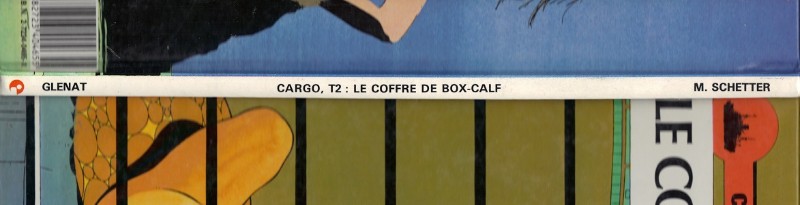 GLENAT CARGO, T2 : LE COFFRE DE BOX-CALF M. SCHETTER
LE CO
C